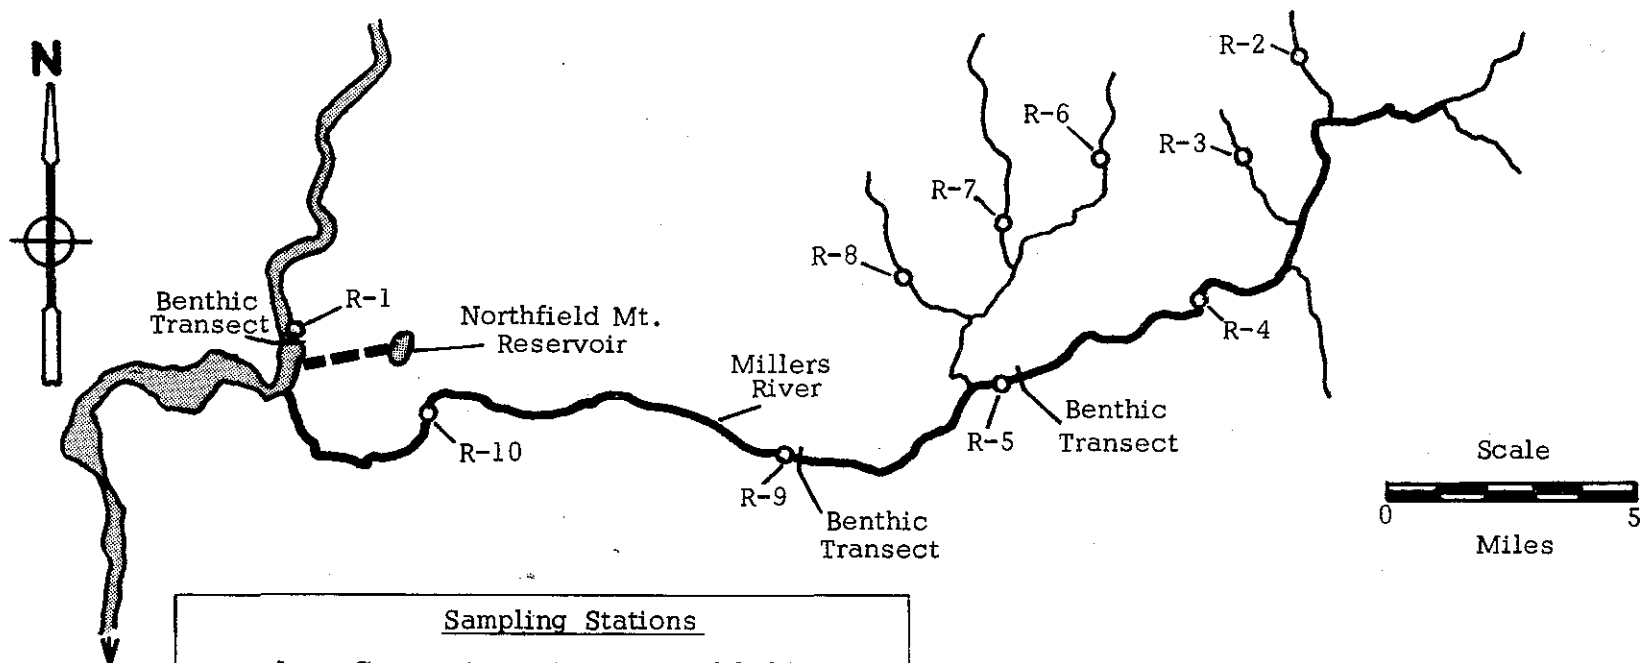 N
R-2
R-6
R-3
R-7
R-8
Benthic
Transect
R-1
Northfield Mt.
Reservoir
R-4
Millers
River
Benthic
Transect
R-5
R-10
R-9
Benthic
Transect
Scale
0 5
Miles
Sampling Stations